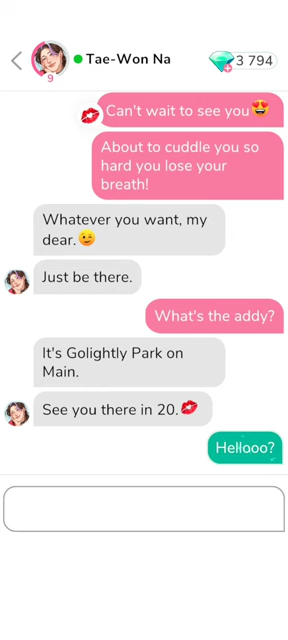 Tae-Won Na
3 794
9
Can't wait to see you😍
About to cuddle you so
hard you lose your
breath!
Whatever you want, my
dear.😉
Just be there.
What's the addy?
It's Golightly Park on
Main.
See you there in 20.💋
Hellooo?